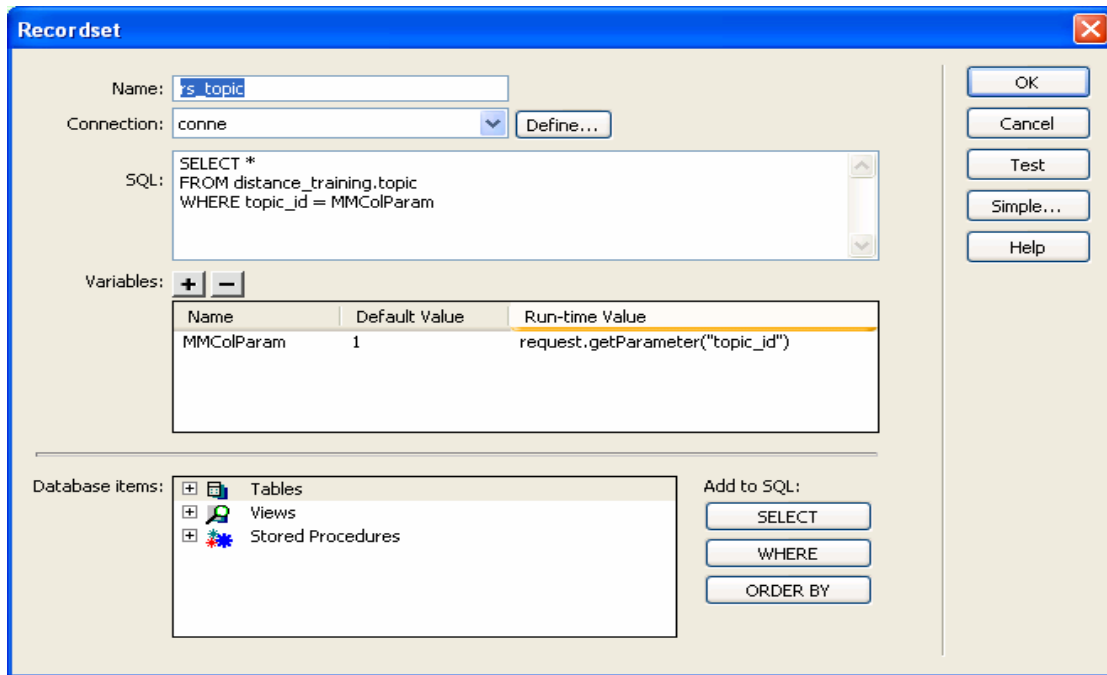 Recordset
Name: rs_topic
Connection: conne Define...
SQL: SELECT *
FROM distance_training.topic
WHERE topic_id = MMColParam
Variables: + −
Name Default Value Run-time Value
MMColParam 1 request.getParameter("topic_id")
Database items: Tables
Views
Stored Procedures
Add to SQL:
SELECT
WHERE
ORDER BY
OK
Cancel
Test
Simple...
Help